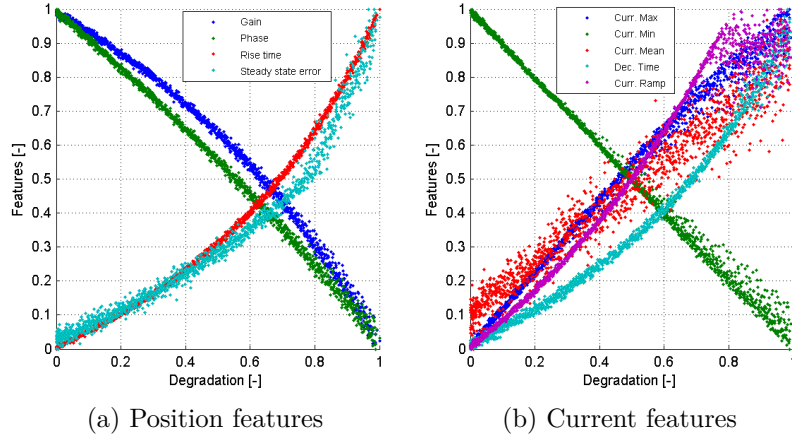 Gain
Phase
Rise time
Steady state error
Features [-]
1
0.9
0.8
0.7
0.6
0.5
0.4
0.3
0.2
0.1
0
0 0.2 0.4 0.6 0.8 1
Degradation [-]
(a) Position features
Curr. Max
Curr. Min
Curr. Mean
Dec. Time
Curr. Ramp
Features [-]
1
0.9
0.8
0.7
0.6
0.5
0.4
0.3
0.2
0.1
0
0 0.2 0.4 0.6 0.8
Degradation [-]
(b) Current features